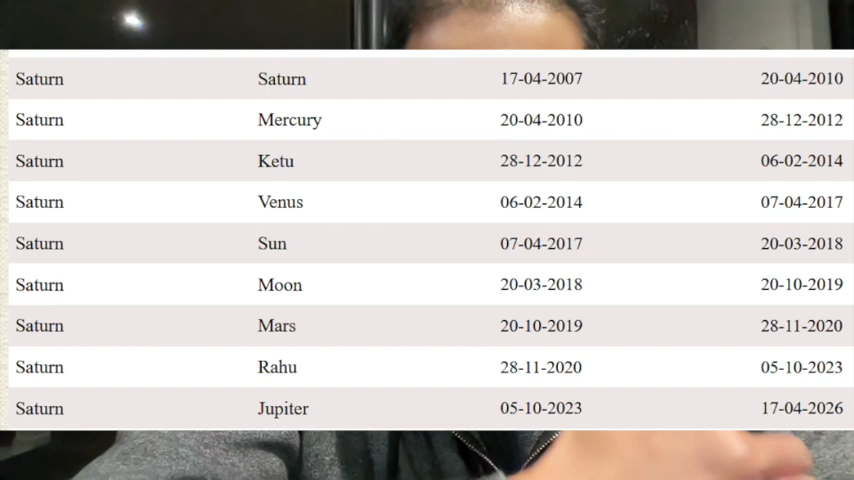 Saturn Saturn 17-04-2007 20-04-2010
Saturn Mercury 20-04-2010 28-12-2012
Saturn Ketu 28-12-2012 06-02-2014
Saturn Venus 06-02-2014 07-04-2017
Saturn Sun 07-04-2017 20-03-2018
Saturn Moon 20-03-2018 20-10-2019
Saturn Mars 20-10-2019 28-11-2020
Saturn Rahu 28-11-2020 05-10-2023
Saturn Jupiter 05-10-2023 17-04-2026